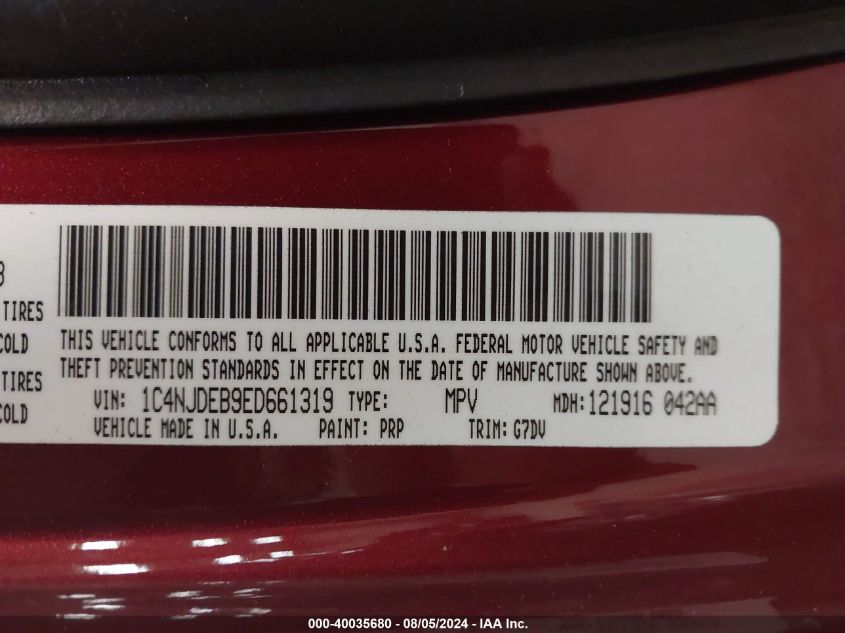 8
TIRES
COLD
TIRES
COLD
THIS VEHICLE CONFORMS TO ALL APPLICABLE U.S.A. FEDERAL MOTOR VEHICLE SAFETY AND
THEFT PREVENTION STANDARDS IN EFFECT ON THE DATE OF MANUFACTURE SHOWN ABOVE.
VIN: 1C4NJDEB9ED661319 TYPE: MPV MDH:121916 042AA
VEHICLE MADE IN U.S.A. PAINT: PRP TRIM: G7DV
000-40035680 - 08/05/2024 - IAA Inc.